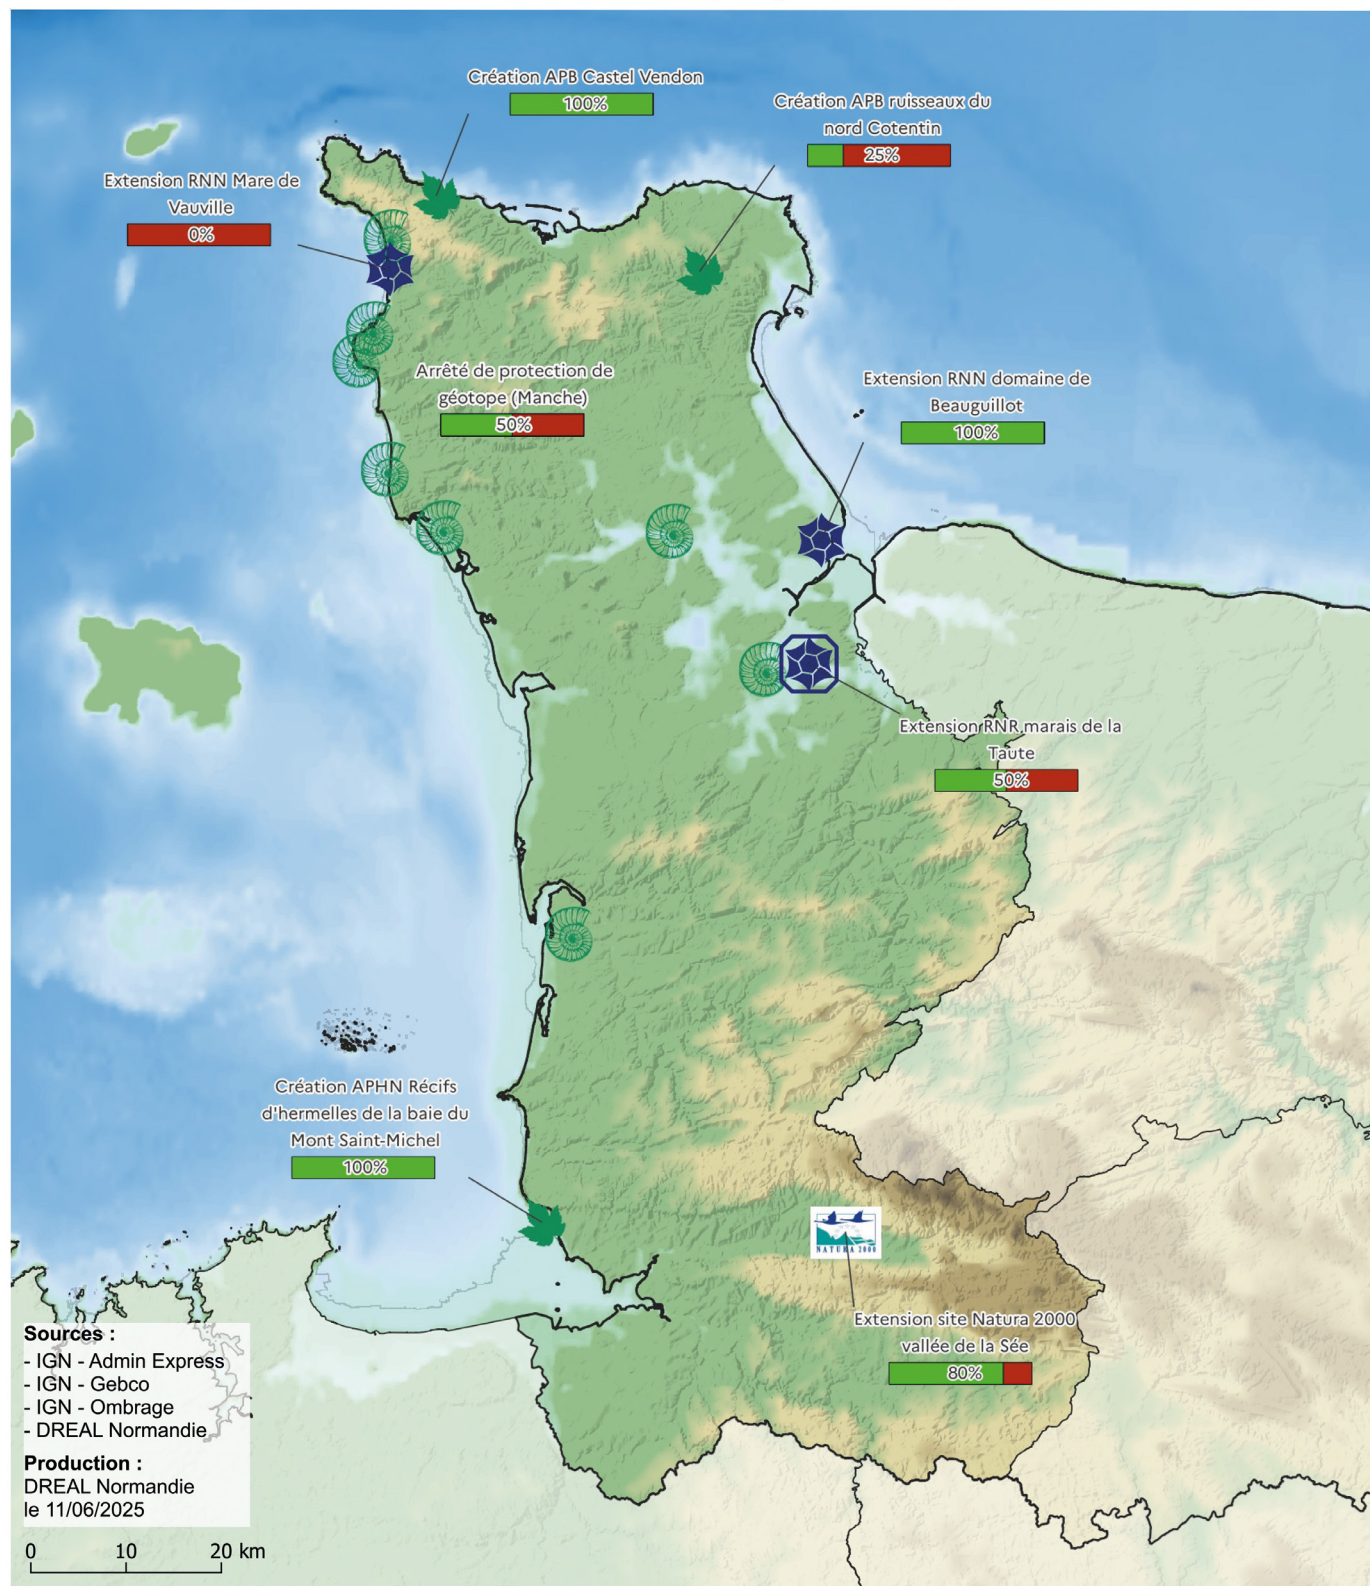 Création APB Castel Vendon
100%
Création APB ruisseaux du
nord Cotentin
25%
Extension RNN Mare de
Vauville
0%
Arrêté de protection de
géotope (Manche)
50%
Extension RNN domaine de
Beauguillot
100%
Extension RNR marais de la
Taute
50%
Création APHN Récifs
d'hermelles de la baie du
Mont Saint-Michel
100%
NATURA 2000
Extension site Natura 2000
vallée de la Sée
80%
Sources :
- IGN - Admin Express
- IGN - Gebco
- IGN - Ombrage
- DREAL Normandie
Production :
DREAL Normandie
le 11/06/2025
0 10 20 km